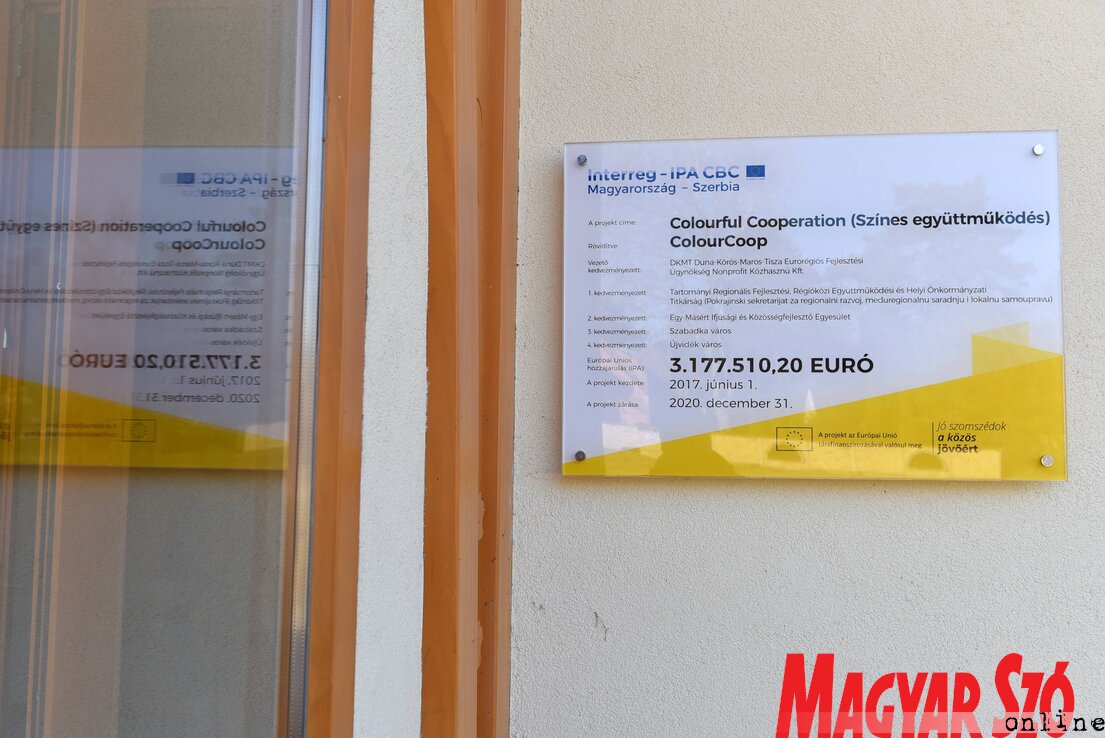 Interreg - IPA CBC
Magyarország - Szerbia
A projekt címe: Colourful Cooperation (Színes együttműködés)
Rövidítve: ColourCoop
Vezető kedvezményezett: DKMT Duna-Körös-Maros-Tisza Eurorégiós Fejlesztési
Ügynökség Nonprofit Közhasznú Kft.
1. kedvezményezett: Tartományi Regionális Fejlesztési, Régióközi Együttműködési és Helyi Önkormányzati
Titkárság (Pokrajinski sekretarijat za regionalni razvoj, međuregionalnu saradnju i lokalnu samoupravu)
2. kedvezményezett: Egy-Másért Ifjúsági és Közösségfejlesztő Egyesület
3. kedvezményezett: Szabadka város
4. kedvezményezett: Újvidék város
Európai Uniós
hozzájárulás (IPA): 3.177.510,20 EURÓ
A projekt kezdete: 2017. június 1.
A projekt zárása: 2020. december 31.
A projekt az Európai Unió
társfinanszírozásával valósul meg
Jó szomszédok
a közös
jövőért
MAGYAR SZÓ
online